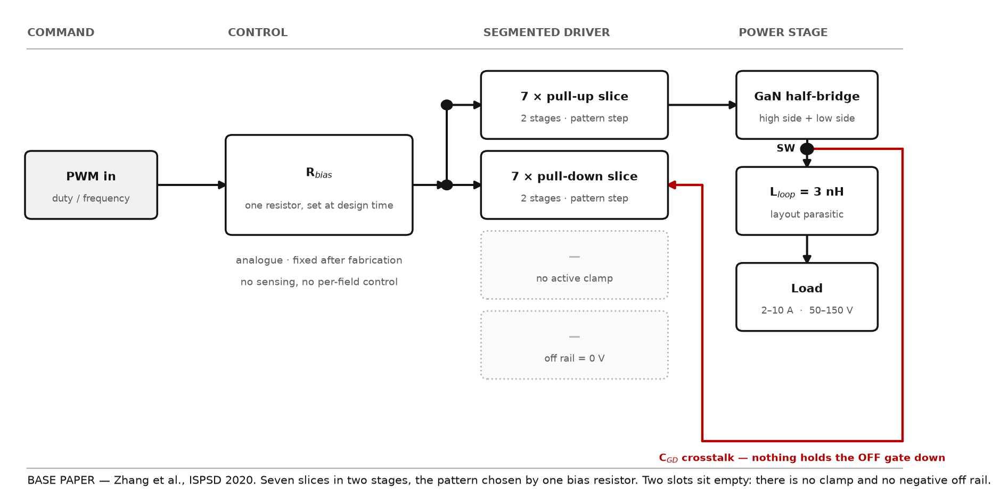 COMMAND
CONTROL
SEGMENTED DRIVER
POWER STAGE
PWM in
duty / frequency
R_bias
one resistor, set at design time
analogue · fixed after fabrication
no sensing, no per-field control
7 × pull-up slice
2 stages · pattern step
7 × pull-down slice
2 stages · pattern step
—
no active clamp
—
off rail = 0 V
GaN half-bridge
high side + low side
SW
L_loop = 3 nH
layout parasitic
Load
2–10 A · 50–150 V
C_GD crosstalk — nothing holds the OFF gate down
BASE PAPER — Zhang et al., ISPSD 2020. Seven slices in two stages, the pattern chosen by one bias resistor. Two slots sit empty: there is no clamp and no negative off rail.